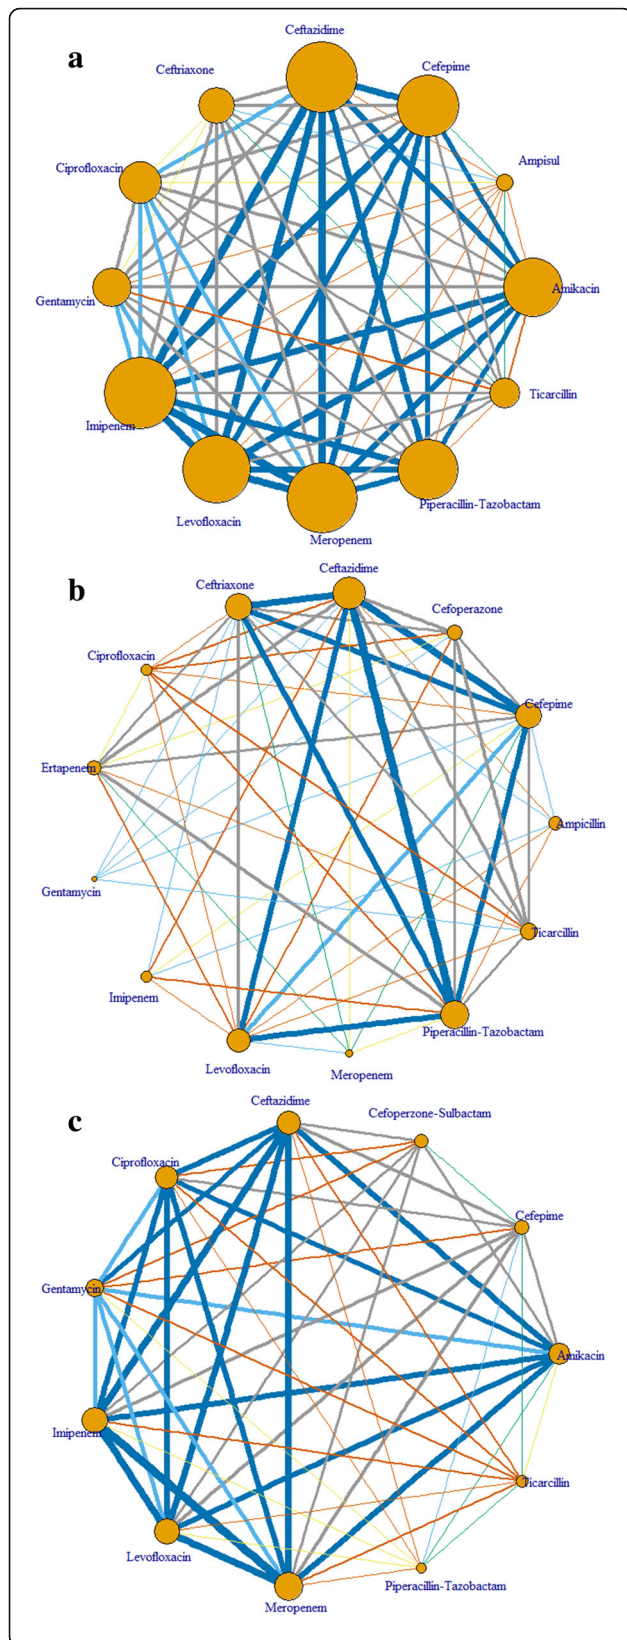 a
Ceftazidime
Cefepime
Ceftriaxone
Ampisul
Ciprofloxacin
Amikacin
Gentamycin
Ticarcillin
Imipenem
Piperacillin-Tazobactam
Levofloxacin
Meropenem
b
Ceftazidime
Ceftriaxone
Cefoperazone
Ciprofloxacin
Cefepime
Ertapenem
Ampicillin
Gentamycin
Ticarcillin
Imipenem
Piperacillin-Tazobactam
Levofloxacin
Meropenem
c
Ceftazidime
Cefoperzone-Sulbactam
Ciprofloxacin
Cefepime
Gentamycin
Amikacin
Imipenem
Ticarcillin
Levofloxacin
Piperacillin-Tazobactam
Meropenem